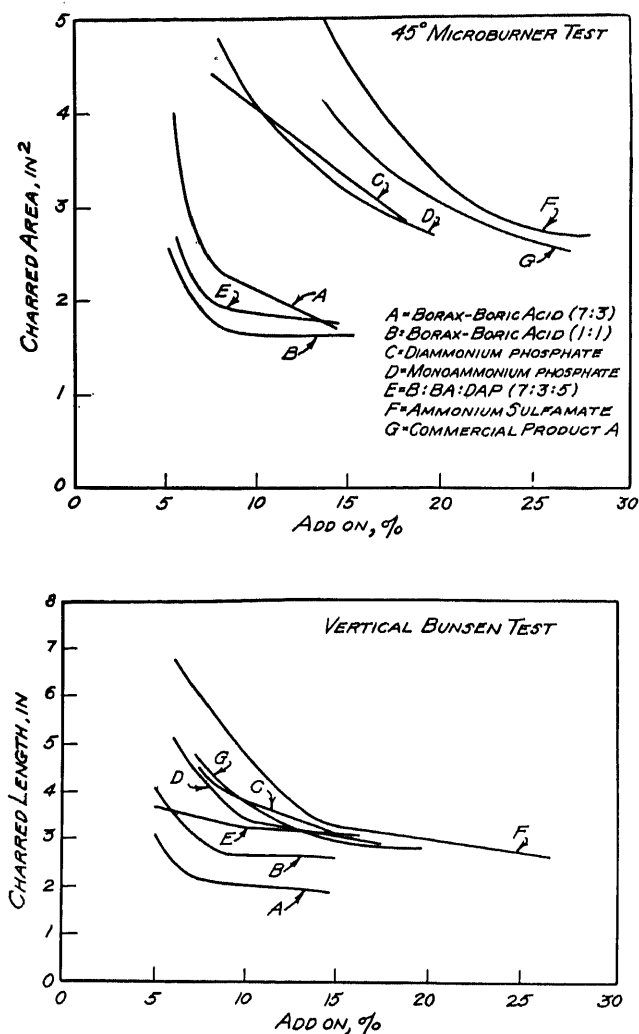 45° MICROBURNER TEST
5
4
3
2
1
0
CHARRED AREA, IN²
C
D
F
G
E
A
B
A=BORAX-BORIC ACID (7:3)
B=BORAX-BORIC ACID (1:1)
C=DIAMMONIUM PHOSPHATE
D=MONOAMMONIUM PHOSPHATE
E=B:BA:DAP (7:3:5)
F=AMMONIUM SULFAMATE
G=COMMERCIAL PRODUCT A
0 5 10 15 20 25 30
ADD ON, %
VERTICAL BUNSEN TEST
8
7
6
5
4
3
2
1
0
CHARRED LENGTH, IN
G
D
C
E
F
B
A
0 5 10 15 20 25 30
ADD ON, %